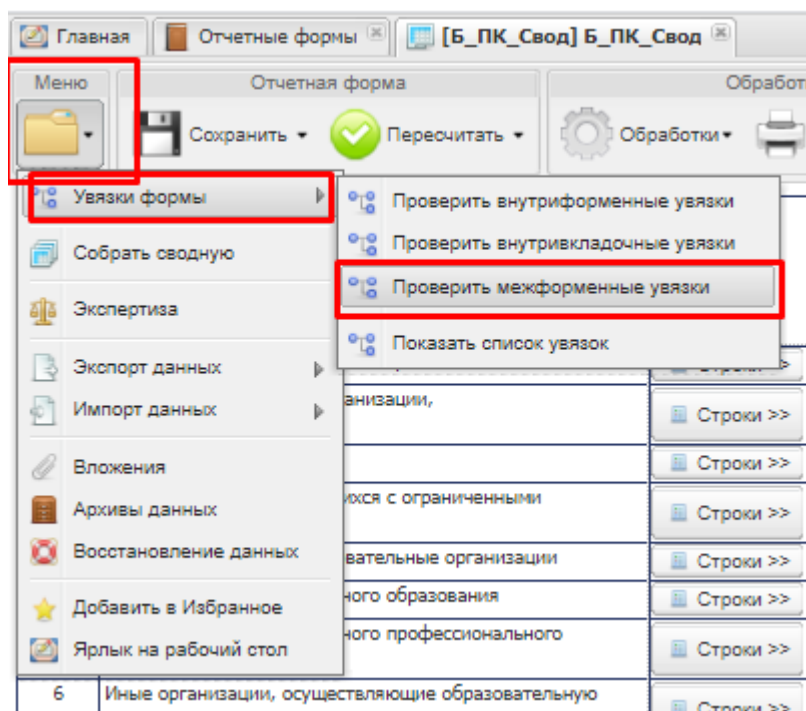 Главная
Отчетные формы
[Б_ПК_Свод] Б_ПК_Свод
Меню
Отчетная форма
Обработ
Сохранить
Пересчитать
Обработки
Увязки формы
Собрать сводную
Экспертиза
Экспорт данных
Импорт данных
Вложения
Архивы данных
Восстановление данных
Добавить в Избранное
Ярлык на рабочий стол
Проверить внутриформенные увязки
Проверить внутривкладочные увязки
Проверить межформенные увязки
Показать список увязок
анизации,
Строки >>
Строки >>
ихся с ограниченными
Строки >>
вательные организации
Строки >>
ного образования
Строки >>
ного профессионального
Строки >>
6 Иные организации, осуществляющие образовательную
Строки >>